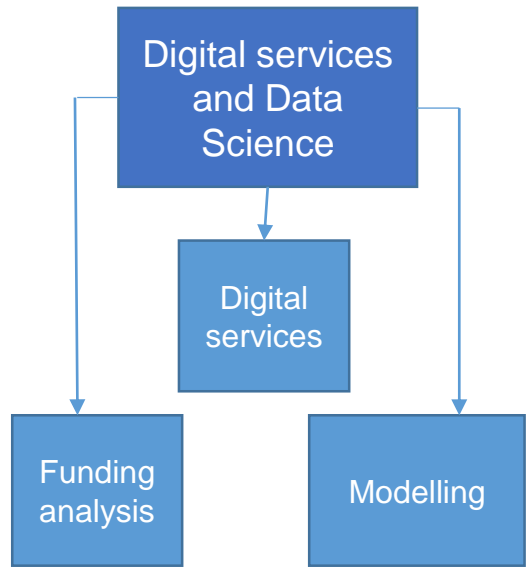 Digital services
and Data
Science
Digital
services
Funding
analysis
Modelling